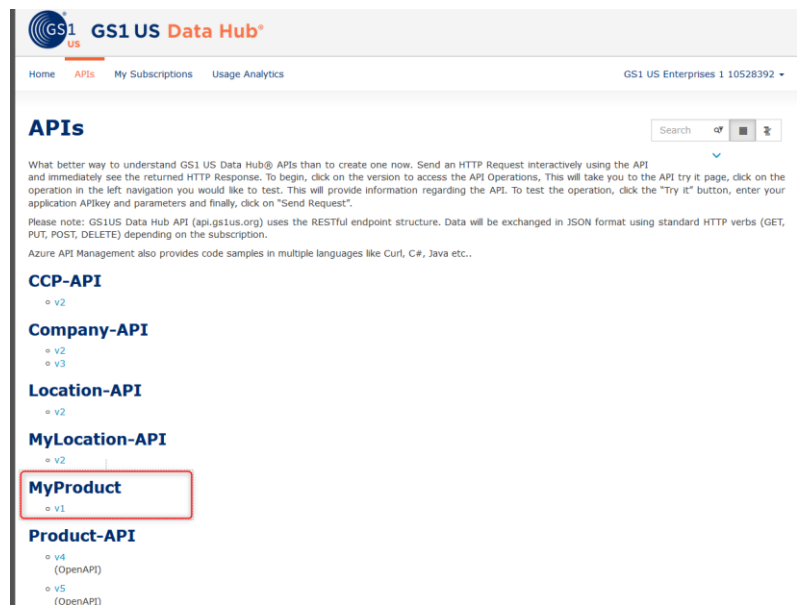 GS1 US
GS1 US Data Hub®
Home APIs My Subscriptions Usage Analytics GS1 US Enterprises 1 10528392
APIs
Search
What better way to understand GS1 US Data Hub® APIs than to create one now. Send an HTTP Request interactively using the API
and immediately see the returned HTTP Response. To begin, click on the version to access the API Operations, This will take you to the API try it page, click on the
operation in the left navigation you would like to test. This will provide information regarding the API. To test the operation, click the "Try it" button, enter your
application APIkey and parameters and finally, click on "Send Request".
Please note: GS1US Data Hub API (api.gs1us.org) uses the RESTful endpoint structure. Data will be exchanged in JSON format using standard HTTP verbs (GET,
PUT, POST, DELETE) depending on the subscription.
Azure API Management also provides code samples in multiple languages like Curl, C#, Java etc..
CCP-API
v2
Company-API
v2
v3
Location-API
v2
MyLocation-API
v2
MyProduct
v1
Product-API
v4
(OpenAPI)
v5
(OpenAPI)